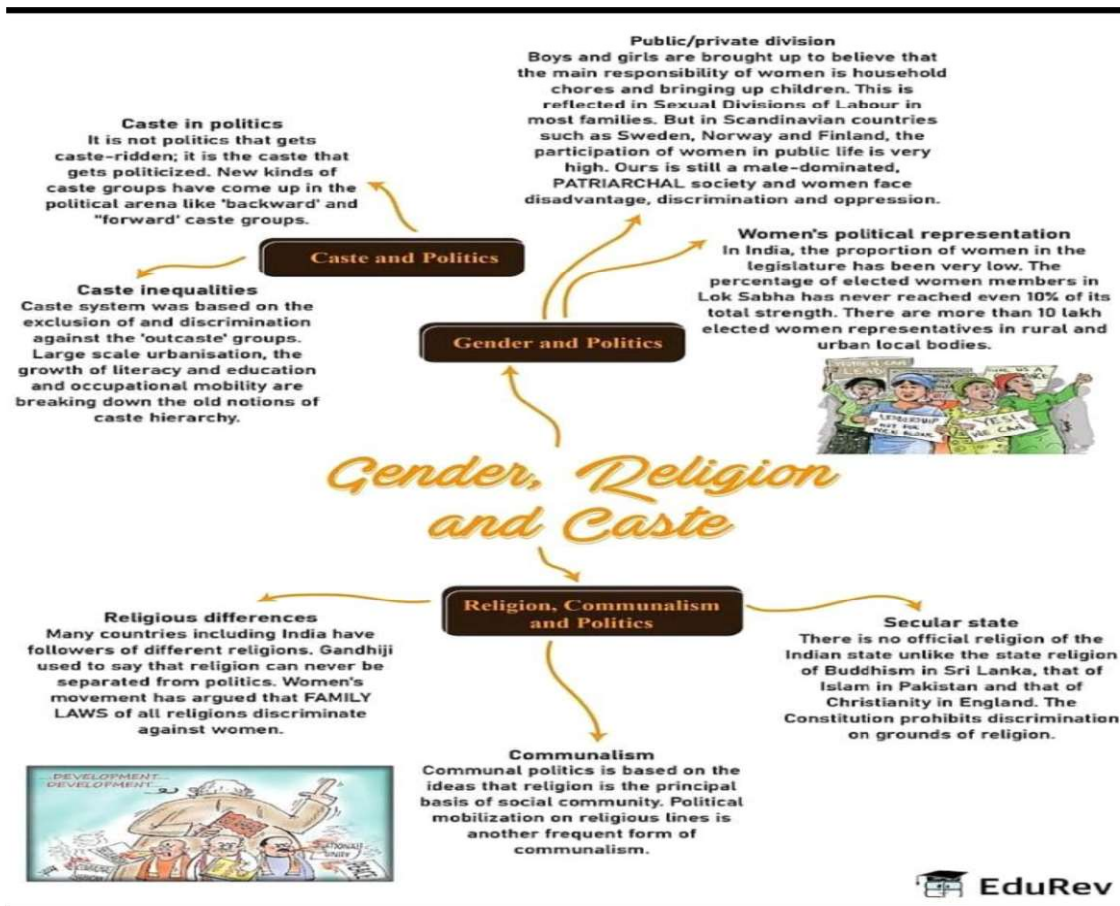 Public/private division
Boys and girls are brought up to believe that
the main responsibility of women is household
chores and bringing up children. This is
reflected in Sexual Divisions of Labour in
most families. But in Scandinavian countries
such as Sweden, Norway and Finland, the
participation of women in public life is very
high. Ours is still a male-dominated,
PATRIARCHAL society and women face
disadvantage, discrimination and oppression.
Caste in politics
It is not politics that gets
caste-ridden; it is the caste that
gets politicized. New kinds of
caste groups have come up in the
political arena like 'backward' and
"forward' caste groups.
Caste and Politics
Caste inequalities
Caste system was based on the
exclusion of and discrimination
against the 'outcaste' groups.
Large scale urbanisation, the
growth of literacy and education
and occupational mobility are
breaking down the old notions of
caste hierarchy.
Women's political representation
In India, the proportion of women in the
legislature has been very low. The
percentage of elected women members in
Lok Sabha has never reached even 10% of its
total strength. There are more than 10 lakh
elected women representatives in rural and
urban local bodies.
Gender and Politics
LEAD
LEADERSHIP
NOT FOR
MEN ALONE
YES!
WE CAN
Gender, Religion
and Caste
Religion, Communalism
and Politics
Religious differences
Many countries including India have
followers of different religions. Gandhiji
used to say that religion can never be
separated from politics. Women's
movement has argued that FAMILY
LAWS of all religions discriminate
against women.
Secular state
There is no official religion of the
Indian state unlike the state religion
of Buddhism in Sri Lanka, that of
Islam in Pakistan and that of
Christianity in England. The
Constitution prohibits discrimination
on grounds of religion.
Communalism
Communal politics is based on the
ideas that religion is the principal
basis of social community. Political
mobilization on religious lines is
another frequent form of
communalism.
...DEVELOPMENT...
DEVELOPMENT...
UNITY
EduRev